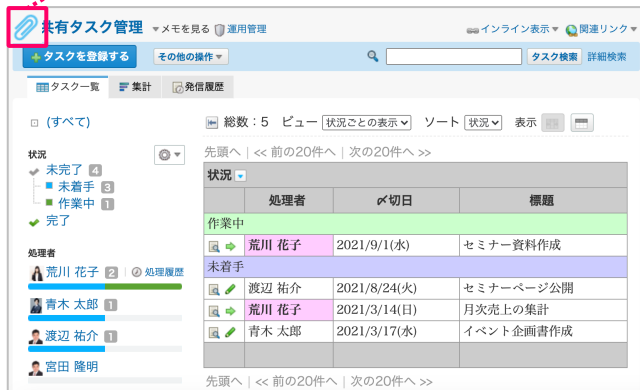 共有タスク管理 ▼メモを見る 運用管理 インライン表示▼ 関連リンク▼
+ タスクを登録する その他の操作▼ タスク検索 詳細検索
タスク一覧 集計 発信履歴
(すべて)
総数：5 ビュー 状況ごとの表示 ソート 状況 表示
先頭へ | << 前の20件へ | 次の20件へ >>
状況
未完了 4
未着手 3
作業中 1
完了
処理者
荒川 花子 2 | 処理履歴
青木 太郎 1
渡辺 祐介 1
宮田 隆明
状況
処理者 〆切日 標題
作業中
荒川 花子 2021/9/1(水) セミナー資料作成
未着手
渡辺 祐介 2021/8/24(火) セミナーページ公開
荒川 花子 2021/3/14(日) 月次売上の集計
青木 太郎 2021/3/17(水) イベント企画書作成
先頭へ | << 前の20件へ | 次の20件へ >>